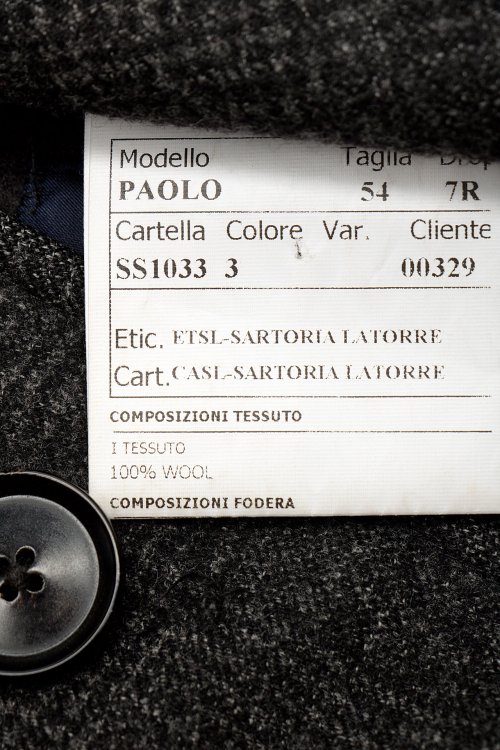 Modello Taglia Drop
PAOLO 54 7R
Cartella Colore Var. Cliente
SS1033 3 00329
Etic. ETSL-SARTORIA LATORRE
Cart. CASL-SARTORIA LATORRE
COMPOSIZIONI TESSUTO
I TESSUTO
100% WOOL
COMPOSIZIONI FODERA